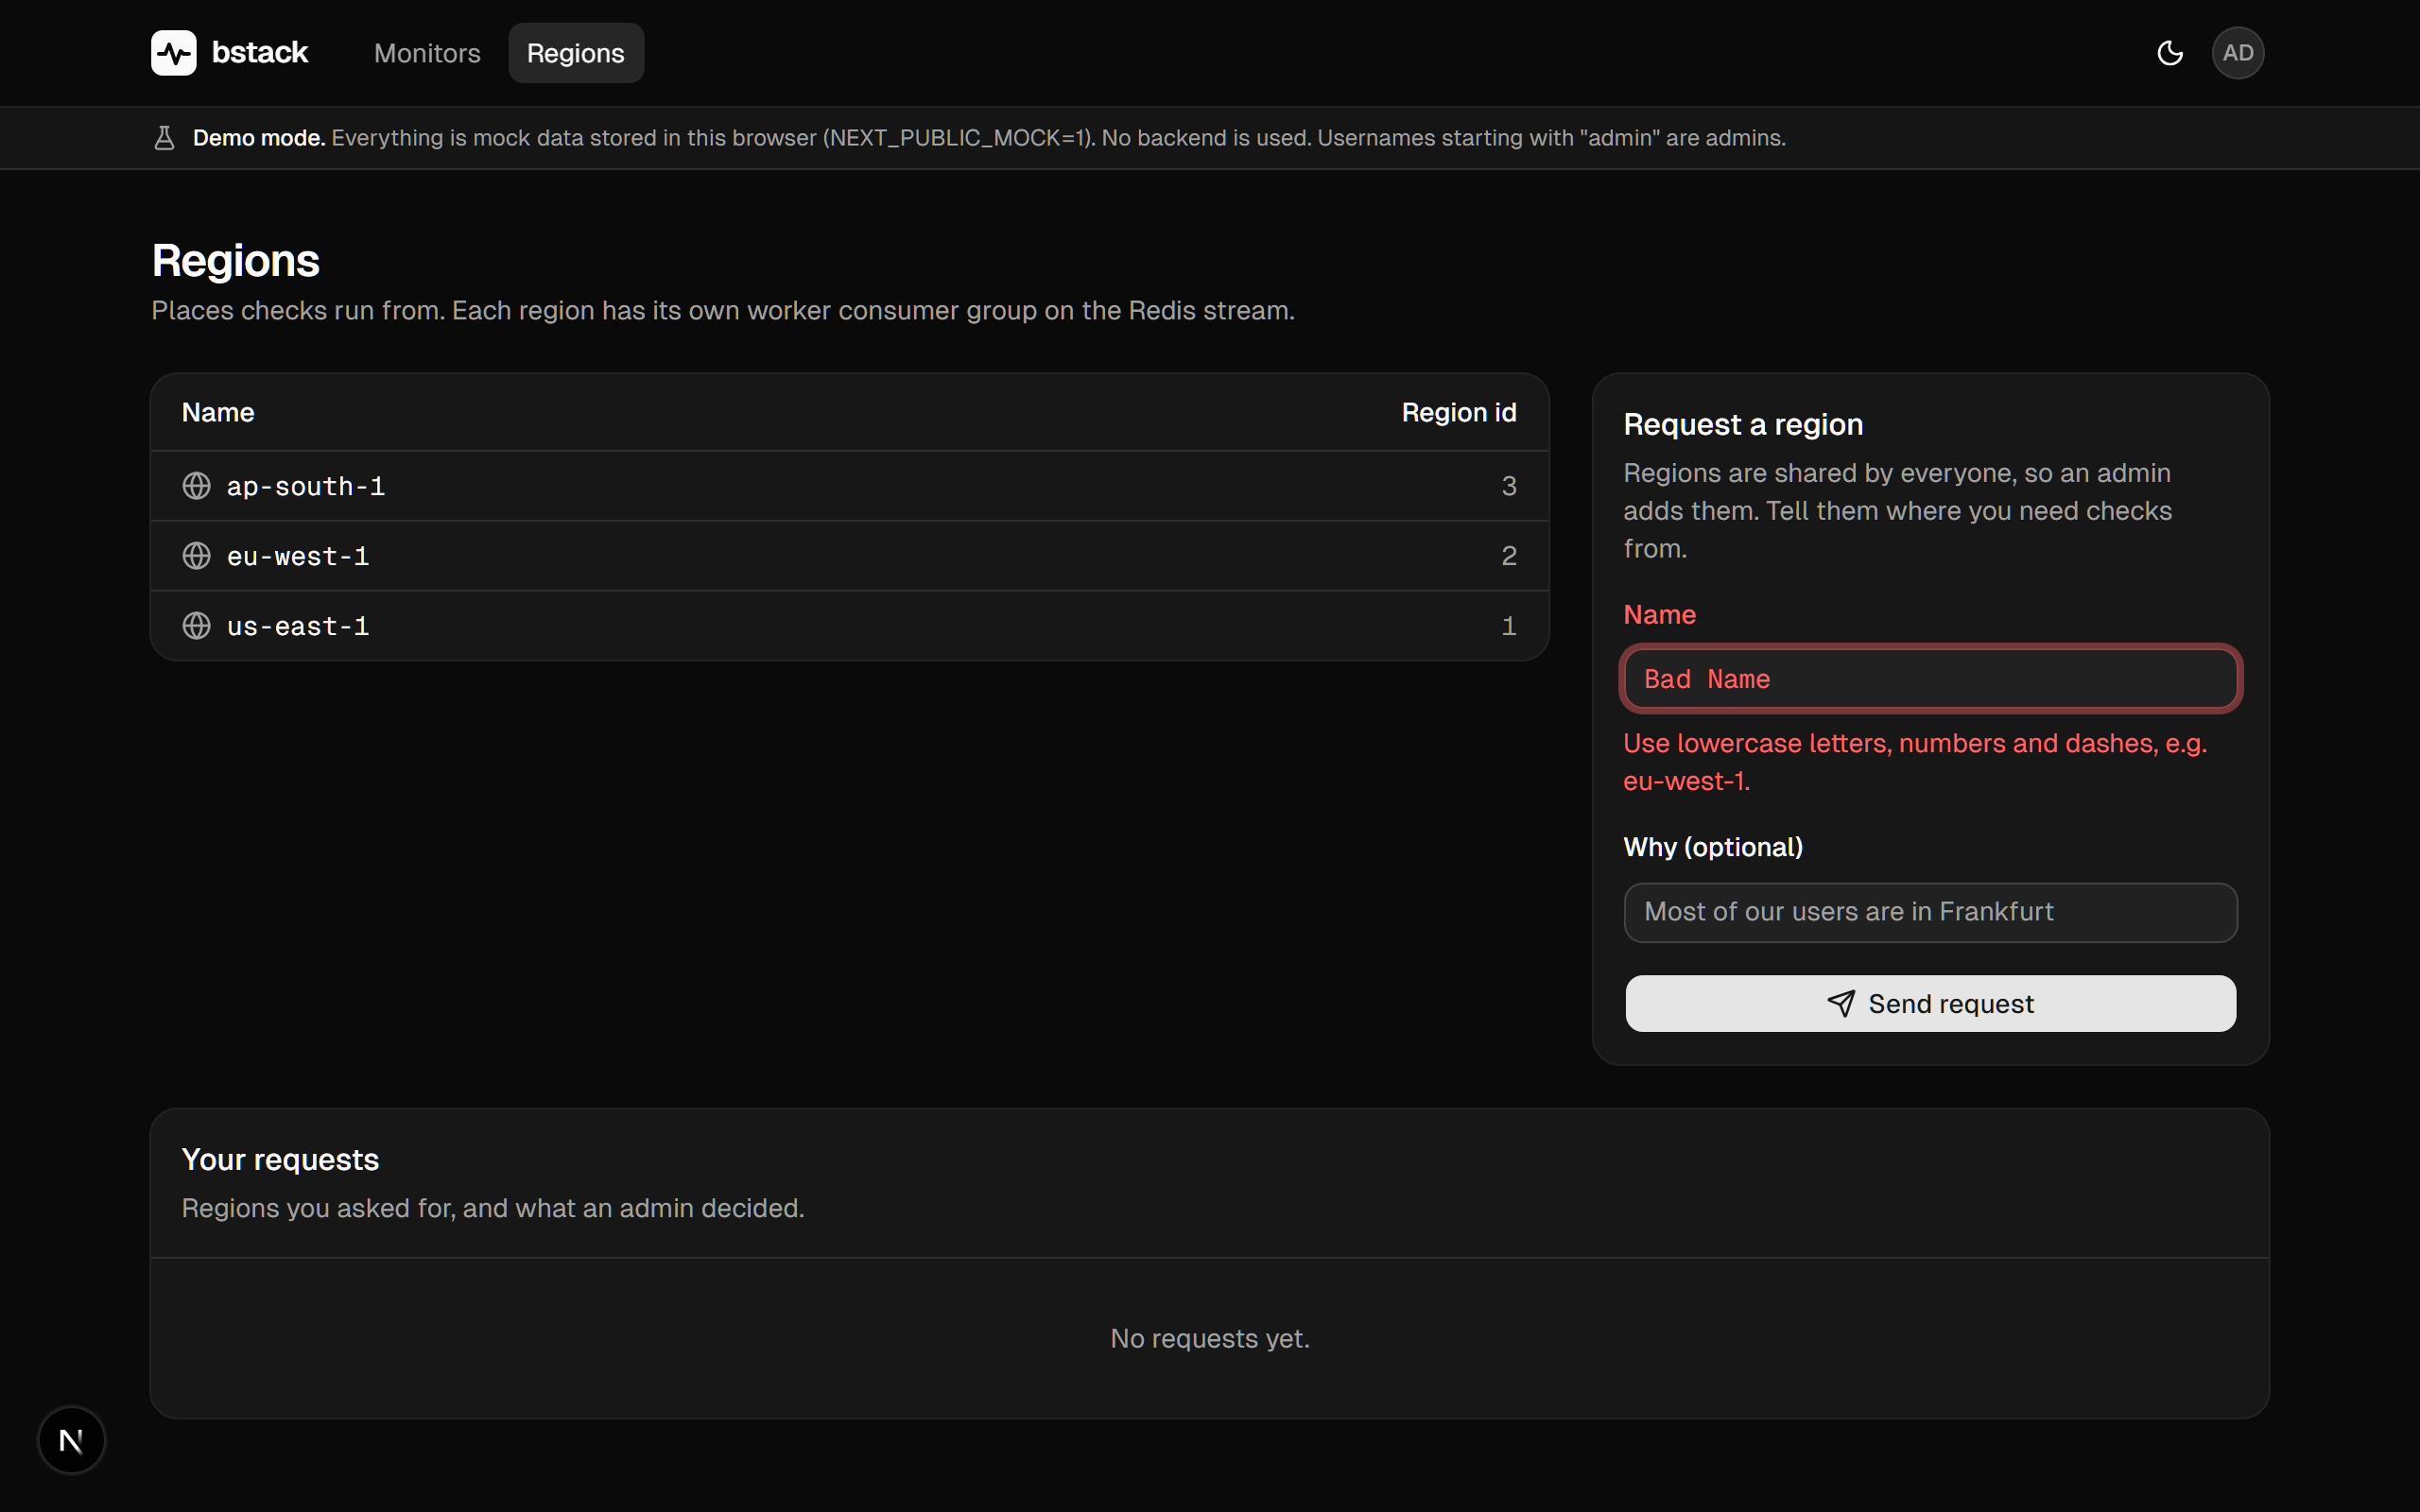 bstack
Monitors
Regions
AD
Demo mode. Everything is mock data stored in this browser (NEXT_PUBLIC_MOCK=1). No backend is used. Usernames starting with "admin" are admins.
Regions
Places checks run from. Each region has its own worker consumer group on the Redis stream.
Name
Region id
ap-south-1
3
eu-west-1
2
us-east-1
1
Request a region
Regions are shared by everyone, so an admin
adds them. Tell them where you need checks
from.
Name
Bad Name
Use lowercase letters, numbers and dashes, e.g.
eu-west-1.
Why (optional)
Most of our users are in Frankfurt
Send request
Your requests
Regions you asked for, and what an admin decided.
No requests yet.
N